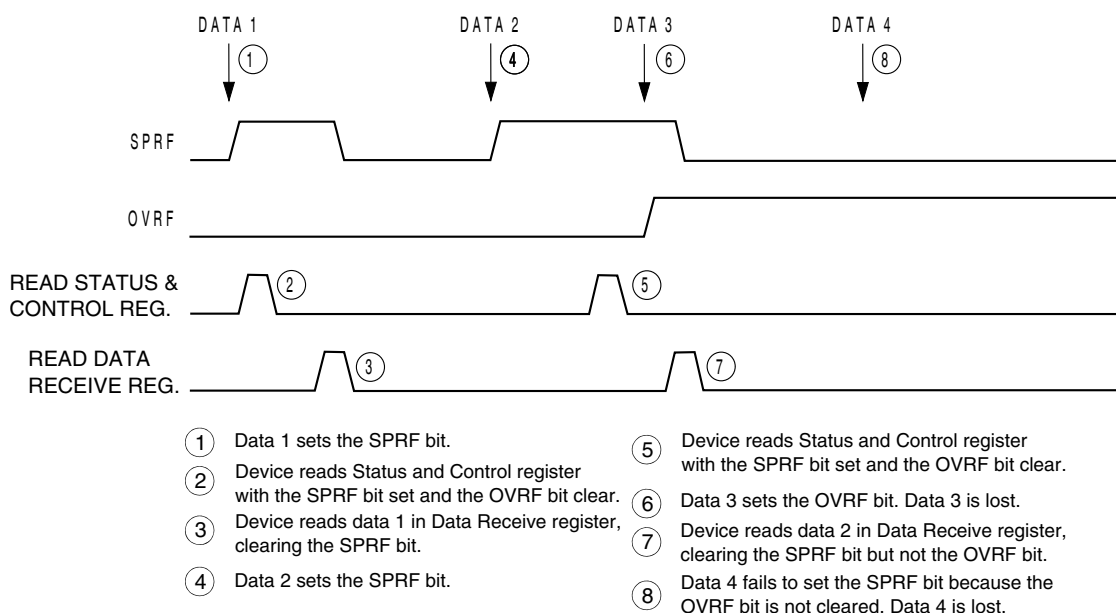 DATA 1 DATA 2 DATA 3 DATA 4
1 4 6 8
SPRF
OVRF
READ STATUS &
CONTROL REG.
2 5
READ DATA
RECEIVE REG.
3 7
1 Data 1 sets the SPRF bit.
2 Device reads Status and Control register
with the SPRF bit set and the OVRF bit clear.
3 Device reads data 1 in Data Receive register,
clearing the SPRF bit.
4 Data 2 sets the SPRF bit.
5 Device reads Status and Control register
with the SPRF bit set and the OVRF bit clear.
6 Data 3 sets the OVRF bit. Data 3 is lost.
7 Device reads data 2 in Data Receive register,
clearing the SPRF bit but not the OVRF bit.
8 Data 4 fails to set the SPRF bit because the
OVRF bit is not cleared. Data 4 is lost.